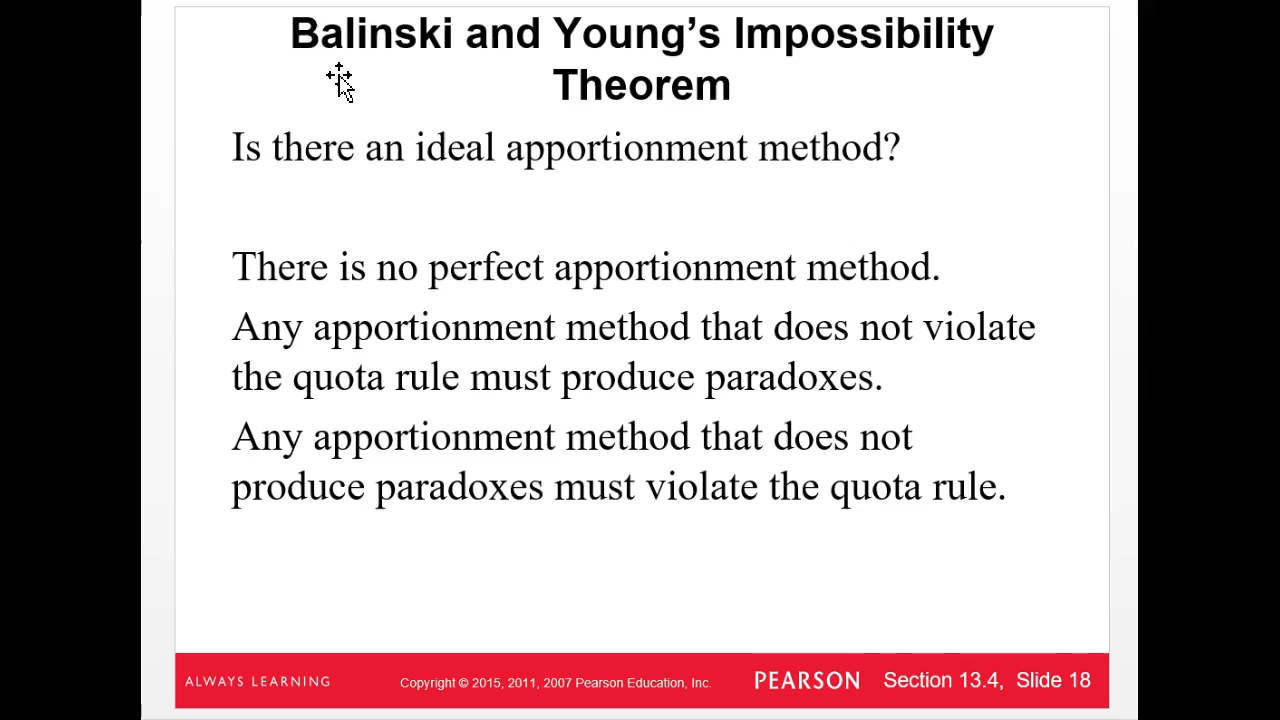 Balinski and Young’s Impossibility
Theorem
Is there an ideal apportionment method?
There is no perfect apportionment method.
Any apportionment method that does not violate
the quota rule must produce paradoxes.
Any apportionment method that does not
produce paradoxes must violate the quota rule.
ALWAYS LEARNING Copyright © 2015, 2011, 2007 Pearson Education, Inc. PEARSON Section 13.4, Slide 18